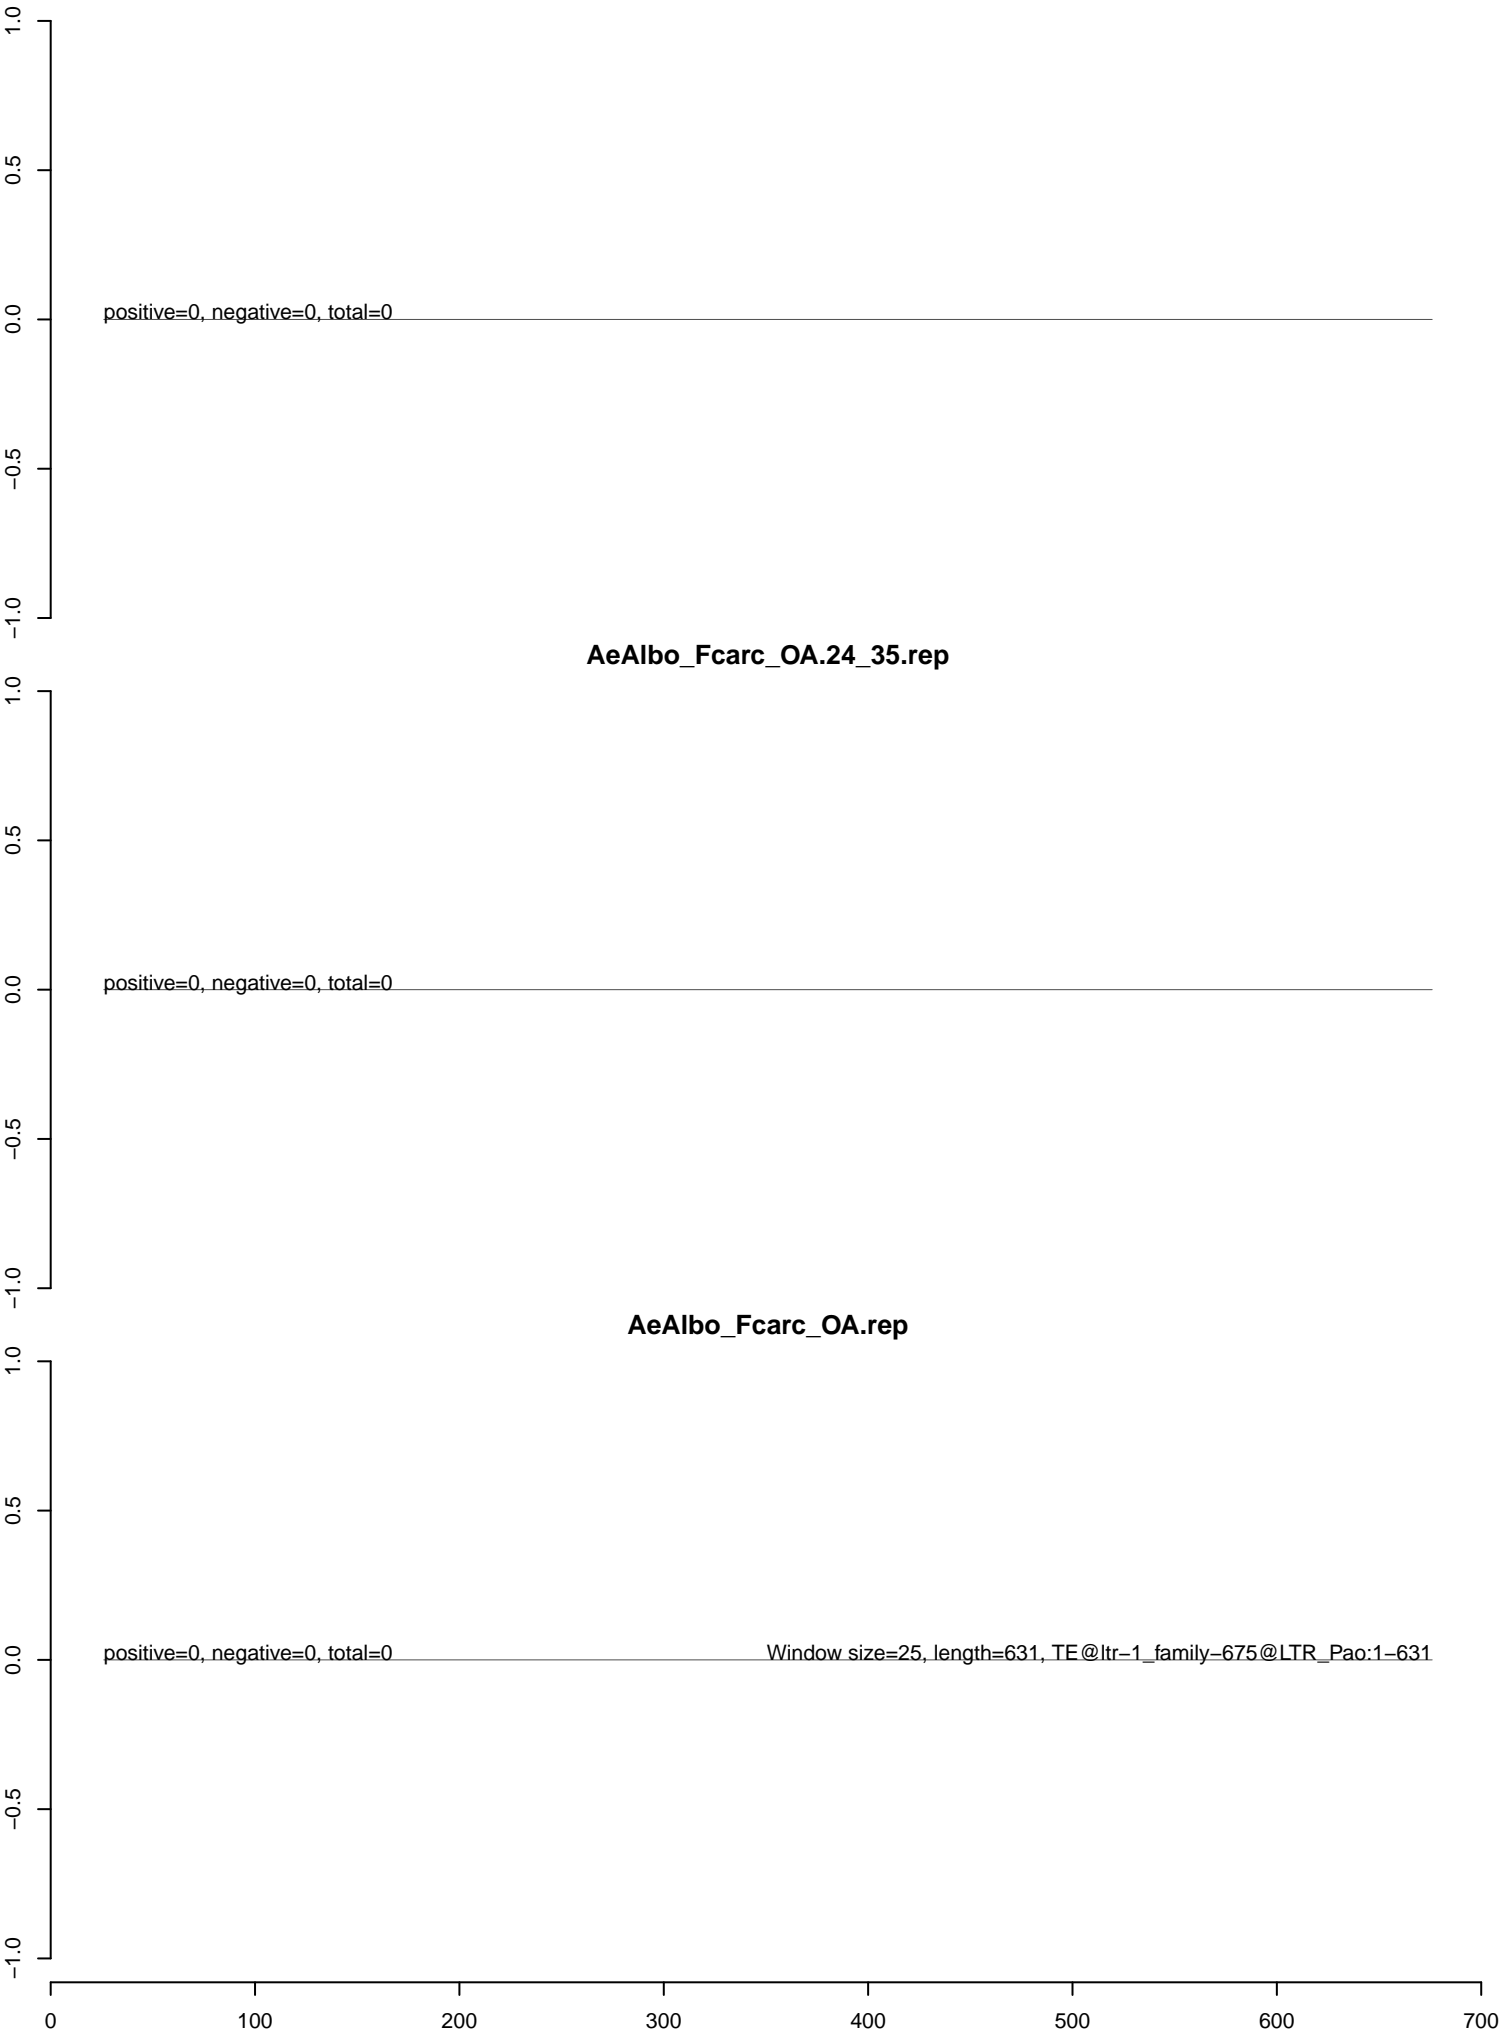 1.0
0.5
0.0
positive=0, negative=0, total=0
−0.5
−1.0
AeAlbo_Fcarc_OA.24_35.rep
1.0
0.5
0.0
positive=0, negative=0, total=0
−0.5
−1.0
AeAlbo_Fcarc_OA.rep
1.0
0.5
0.0
positive=0, negative=0, total=0
Window size=25, length=631, TE@ltr−1_family−675@LTR_Pao:1−631
−0.5
−1.0
0 100 200 300 400 500 600 700